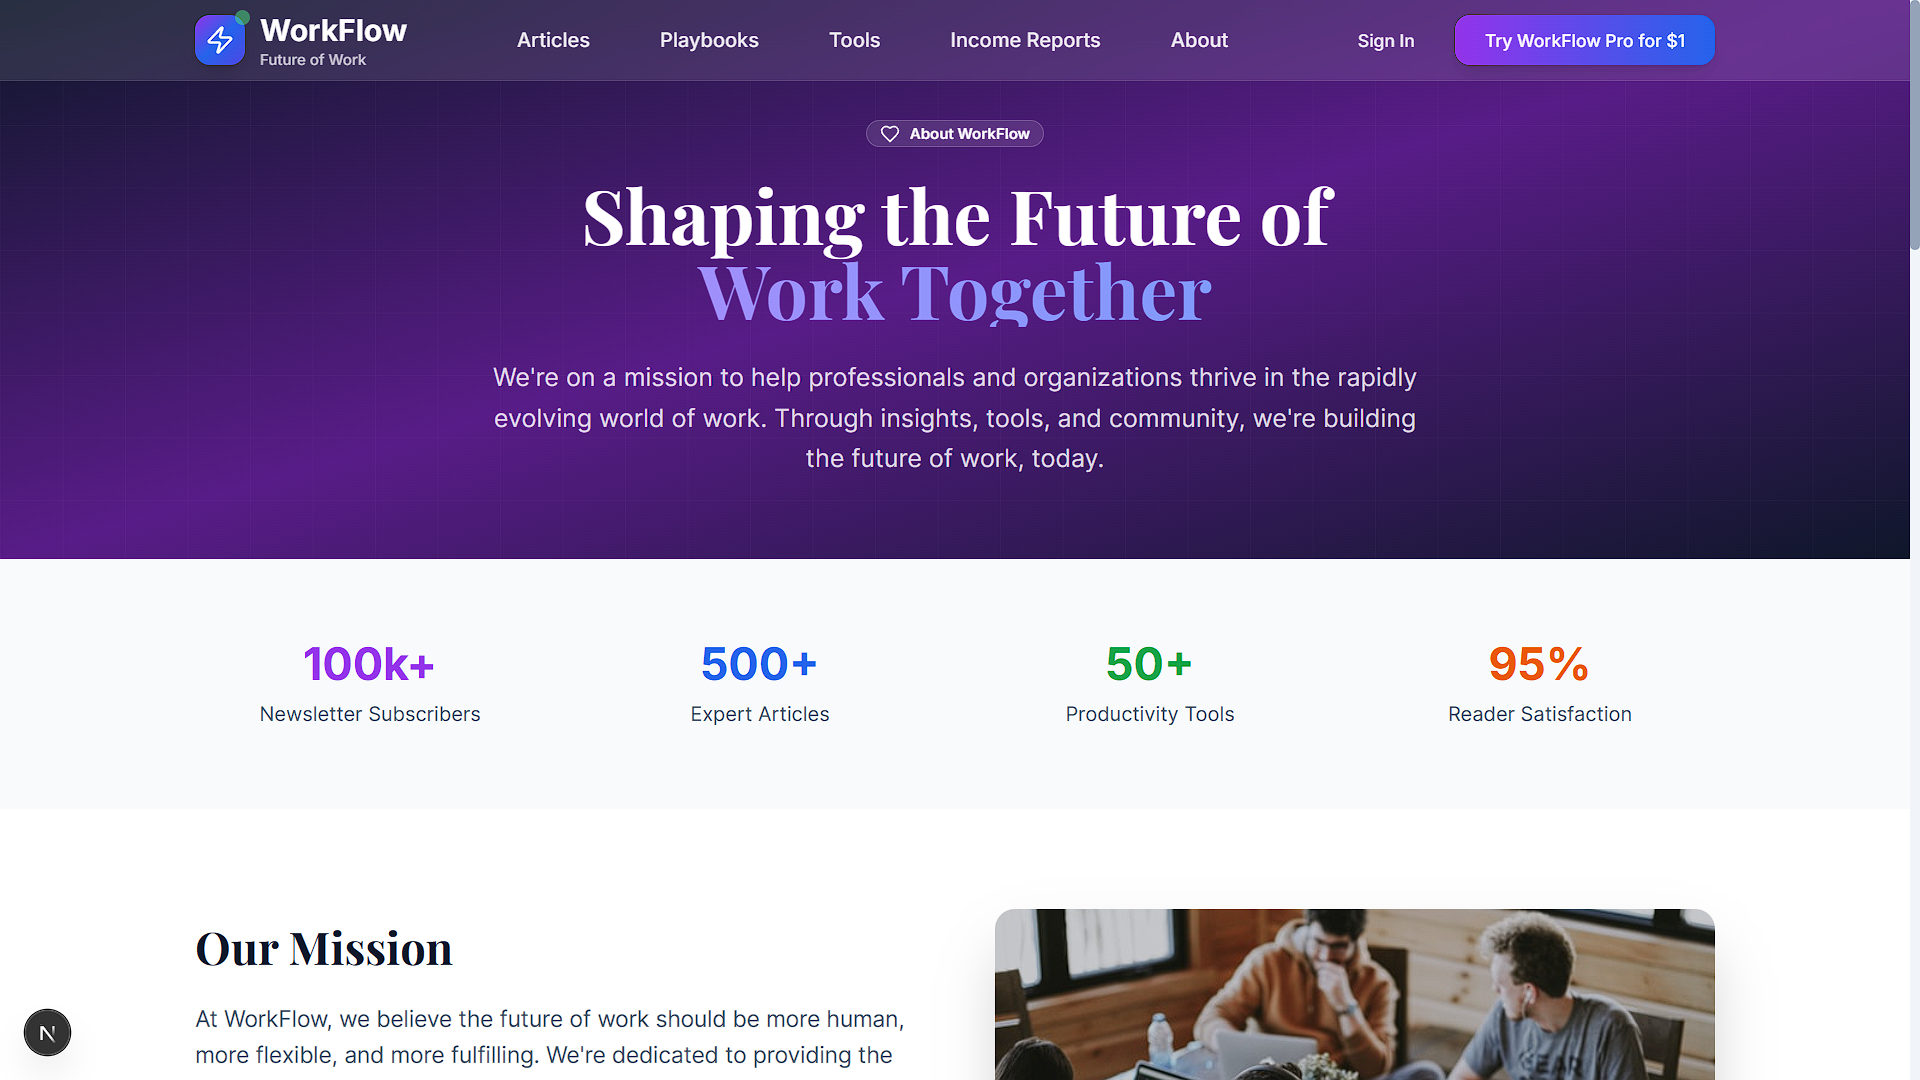 WorkFlow
Future of Work
Articles
Playbooks
Tools
Income Reports
About
Sign In
Try WorkFlow Pro for $1
About WorkFlow
Shaping the Future of
Work Together
We're on a mission to help professionals and organizations thrive in the rapidly
evolving world of work. Through insights, tools, and community, we're building
the future of work, today.
100k+
Newsletter Subscribers
500+
Expert Articles
50+
Productivity Tools
95%
Reader Satisfaction
Our Mission
At WorkFlow, we believe the future of work should be more human,
more flexible, and more fulfilling. We're dedicated to providing the
N